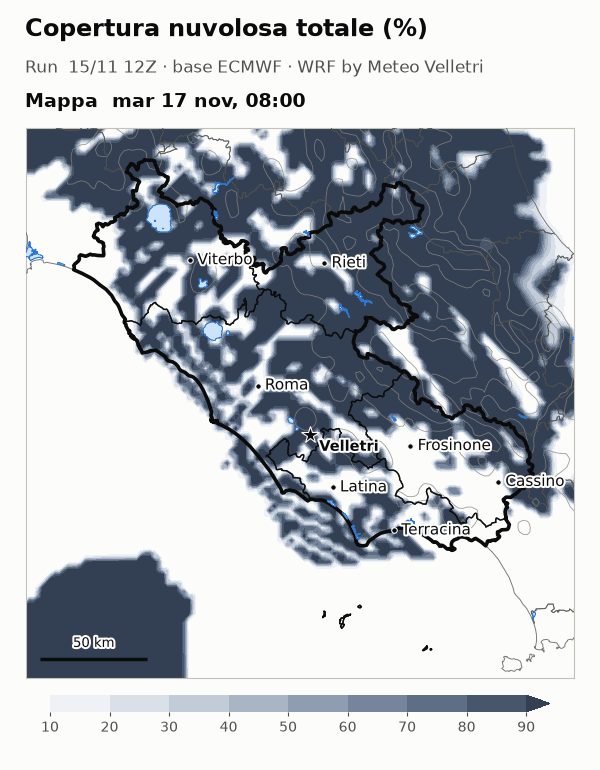 Copertura nuvolosa totale (%)
Run 15/11 12Z · base ECMWF · WRF by Meteo Velletri
Mappa mar 17 nov, 08:00
Viterbo
Rieti
Roma
Velletri
Frosinone
Cassino
Latina
Terracina
50 km
10 20 30 40 50 60 70 80 90